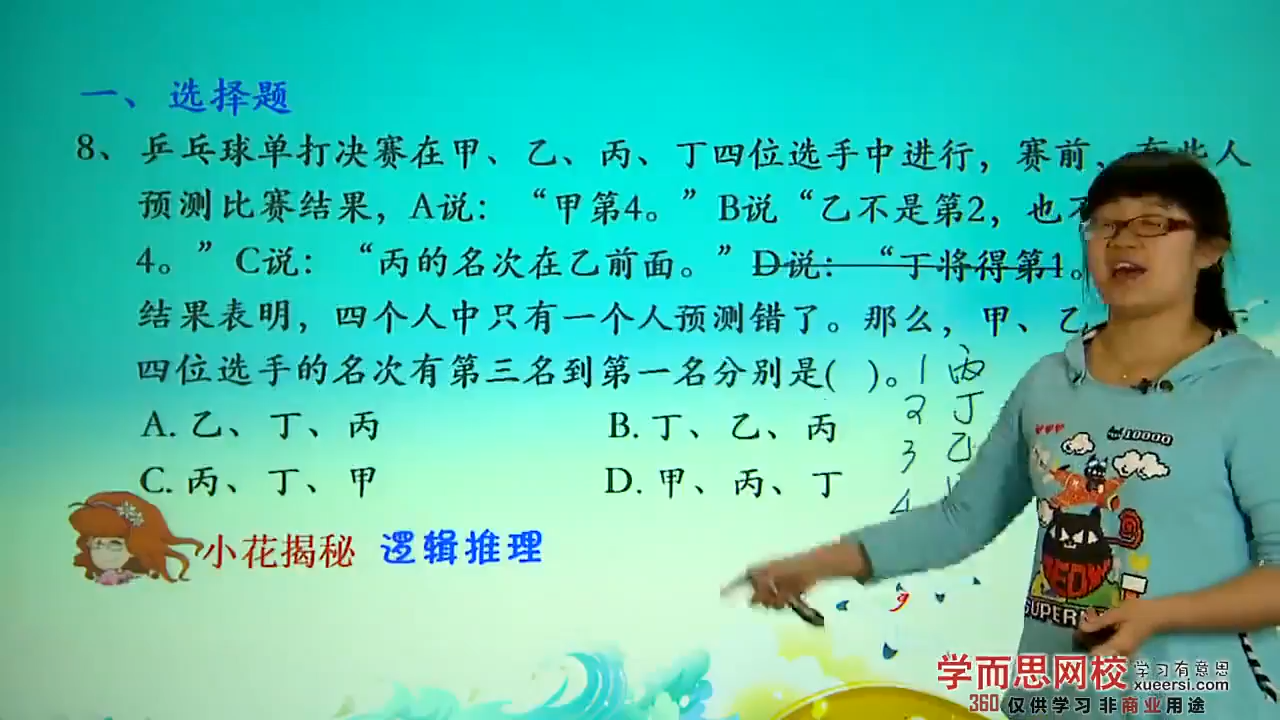 一、选择题
8、乒乓球单打决赛在甲、乙、丙、丁四位选手中进行，赛前，有些人
预测比赛结果，A说：“甲第4。”B说“乙不是第2，也不
4。”C说：“丙的名次在乙前面。”D说：“丁将得第1。
结果表明，四个人中只有一个人预测错了。那么，甲、乙
四位选手的名次有第三名到第一名分别是( )。
1 丙
2 丁
3 乙
4
A. 乙、丁、丙
B. 丁、乙、丙
C. 丙、丁、甲
D. 甲、丙、丁
小花揭秘 逻辑推理
10000
SUPER
学而思网校 学习有意思
xueersi.com
360 仅供学习 非商业用途